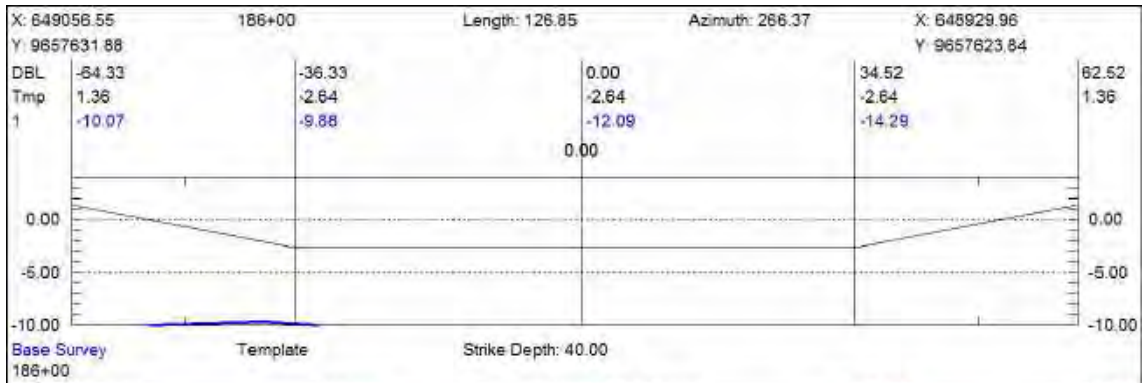 X: 649056.55 186+00 Length: 126.85 Azimuth: 266.37 X: 648929.96
Y: 9657631.88 Y: 9657623.84
DBL -64.33 -36.33 0.00 34.52 62.52
Tmp 1.36 -2.64 -2.64 -2.64 1.36
1 -10.07 -9.88 -12.09 -14.29
0.00
0.00 0.00
-5.00 -5.00
-10.00 -10.00
Base Survey Template Strike Depth: 40.00
186+00